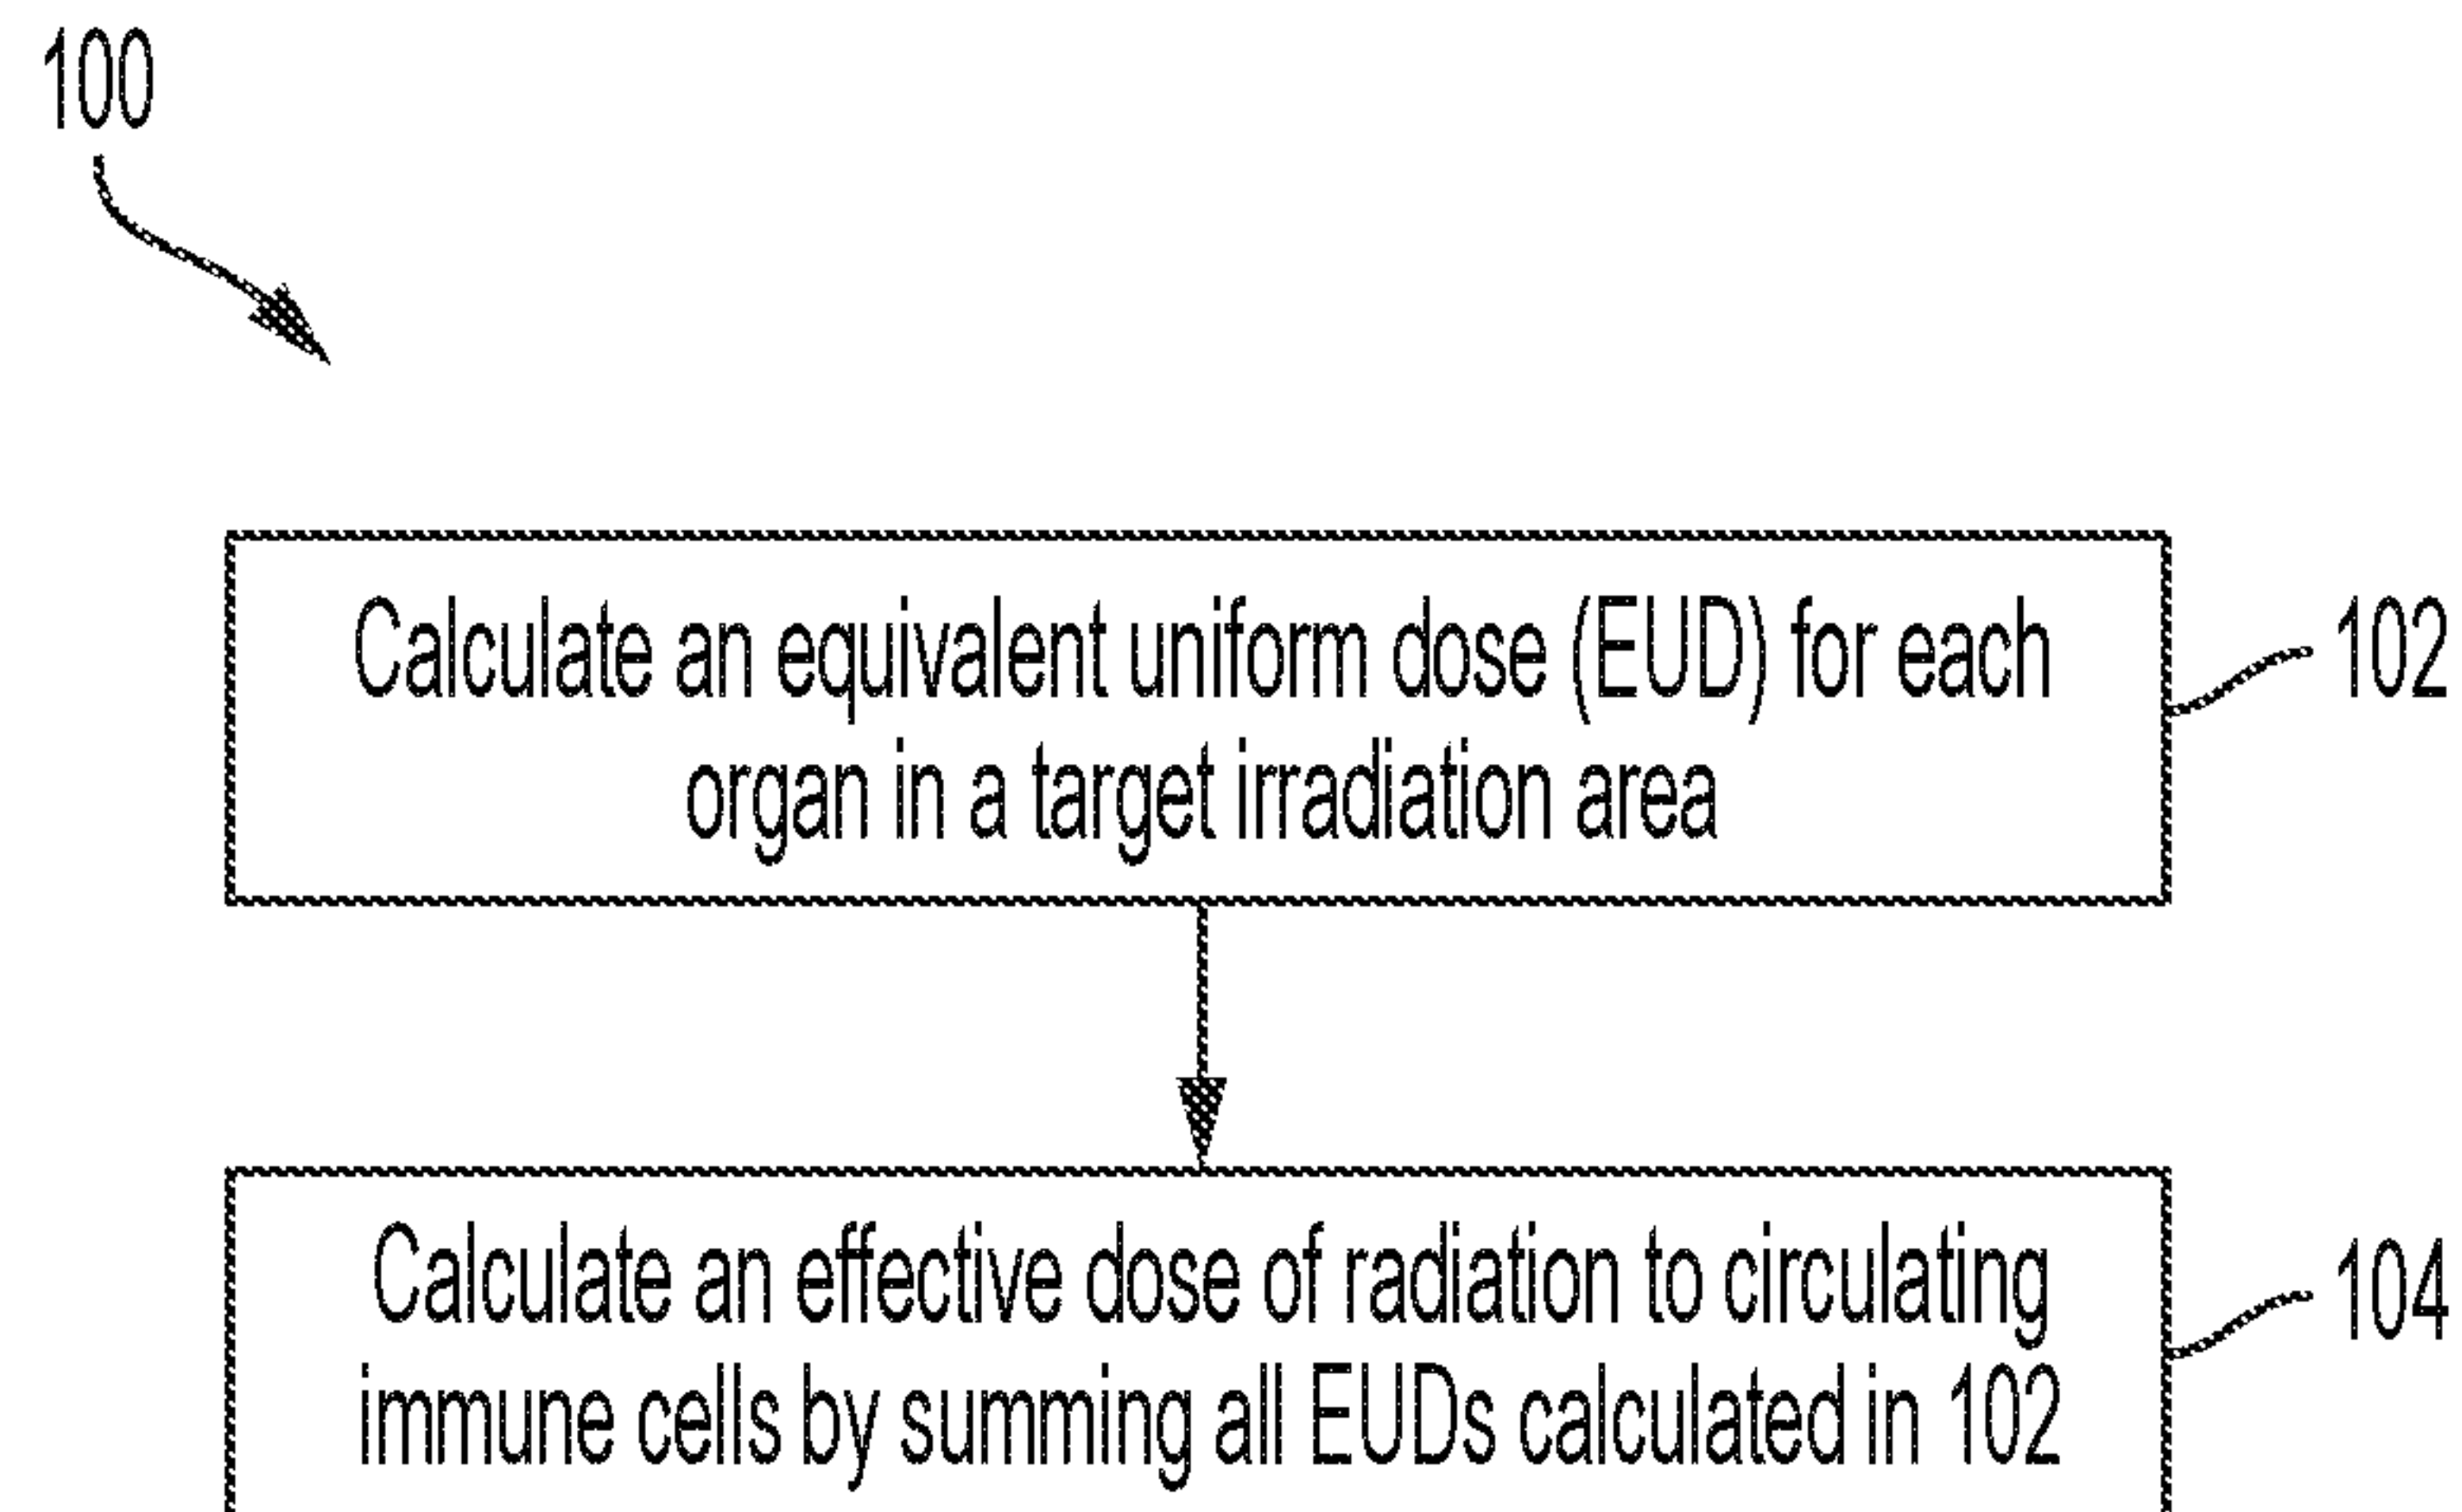 100
Calculate an equivalent uniform dose (EUD) for each
organ in a target irradiation area
102
Calculate an effective dose of radiation to circulating
immune cells by summing all EUDs calculated in 102
104